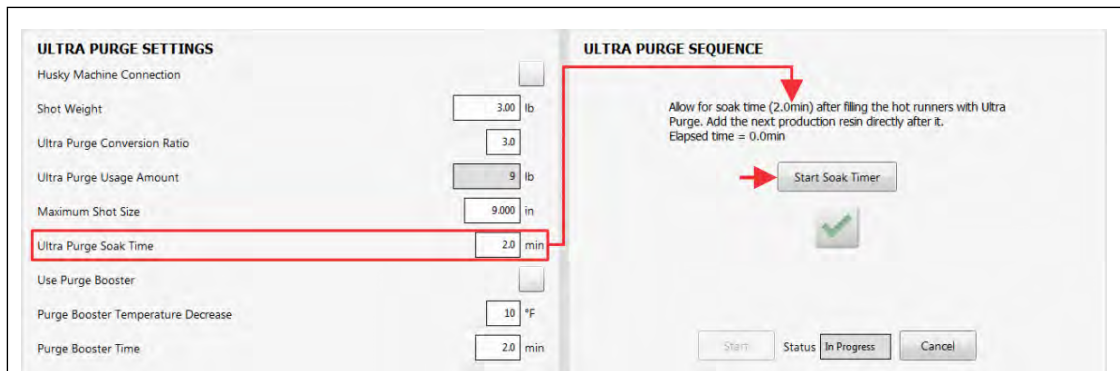 ULTRA PURGE SETTINGS
Husky Machine Connection
Shot Weight 3.00 lb
Ultra Purge Conversion Ratio 3.0
Ultra Purge Usage Amount 9 lb
Maximum Shot Size 9.000 in
Ultra Purge Soak Time 2.0 min
Use Purge Booster
Purge Booster Temperature Decrease 10 °F
Purge Booster Time 2.0 min
ULTRA PURGE SEQUENCE
Allow for soak time (2.0min) after filing the hot runners with Ultra
Purge. Add the next production resin directly after it.
Elapsed time = 0.0min
Start Soak Timer
Start Status In Progress Cancel